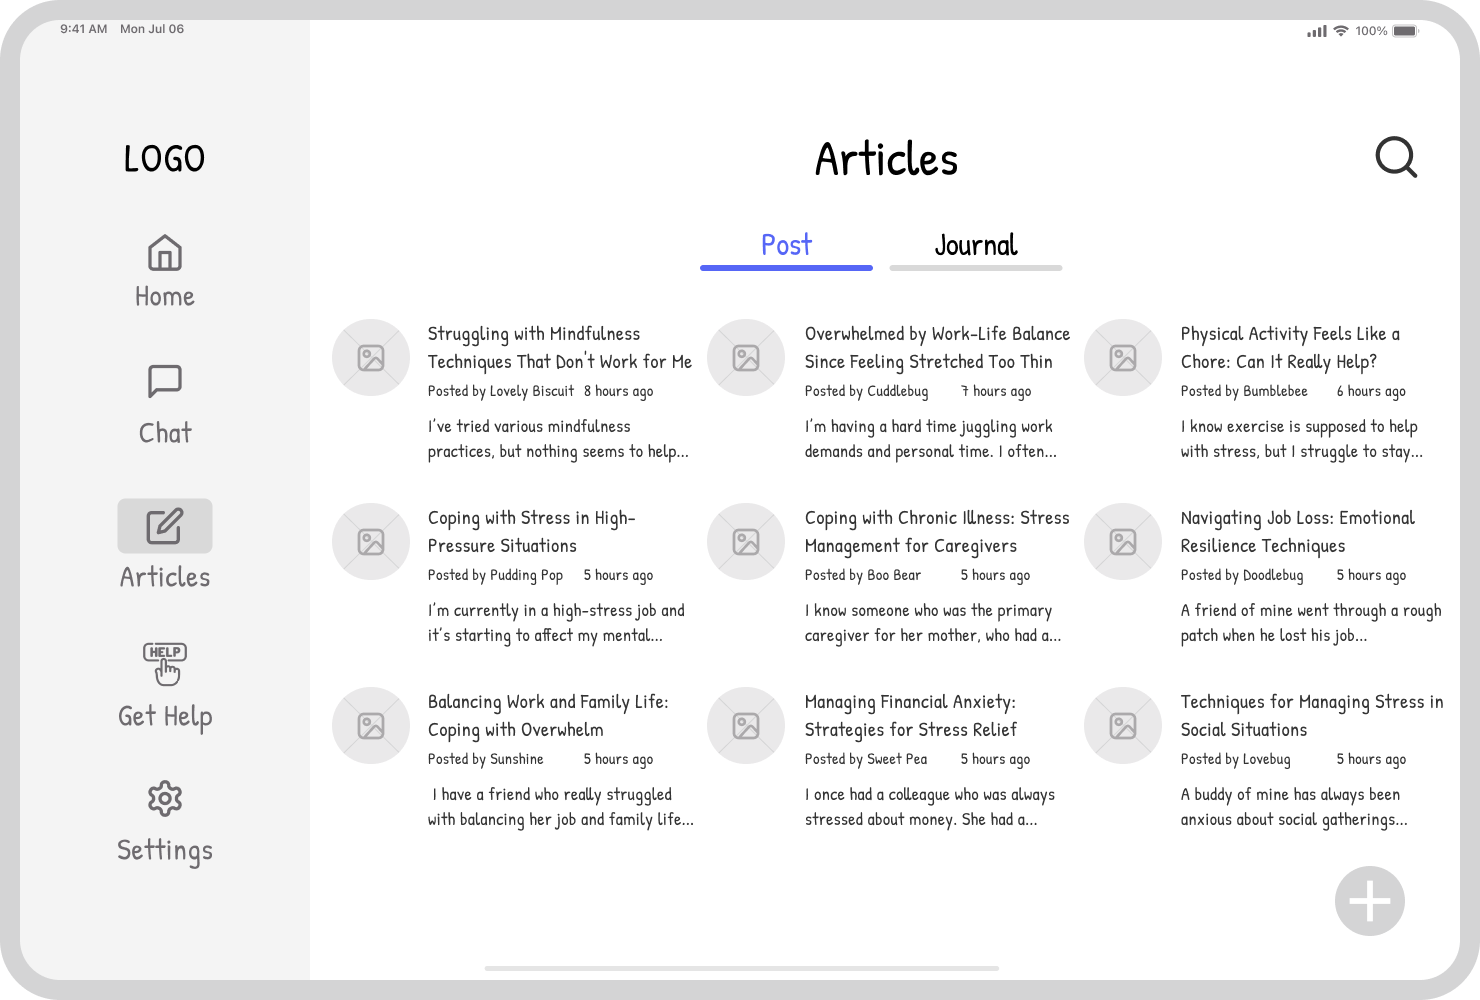 9:41 AM Mon Jul 06
100%
LOGO
Home
Chat
Articles
HELP
Get Help
Settings
Articles
Post
Journal
Struggling with Mindfulness
Techniques That Don't Work for Me
Posted by Lovely Biscuit 8 hours ago
I've tried various mindfulness
practices, but nothing seems to help...
Overwhelmed by Work-Life Balance
Since Feeling Stretched Too Thin
Posted by Cuddlebug 7 hours ago
I'm having a hard time juggling work
demands and personal time. I often...
Physical Activity Feels Like a
Chore: Can It Really Help?
Posted by Bumblebee 6 hours ago
I know exercise is supposed to help
with stress, but I struggle to stay...
Coping with Stress in High-
Pressure Situations
Posted by Pudding Pop 5 hours ago
I'm currently in a high-stress job and
it's starting to affect my mental...
Coping with Chronic Illness: Stress
Management for Caregivers
Posted by Boo Bear 5 hours ago
I know someone who was the primary
caregiver for her mother, who had a...
Navigating Job Loss: Emotional
Resilience Techniques
Posted by Doodlebug 5 hours ago
A friend of mine went through a rough
patch when he lost his job...
Balancing Work and Family Life:
Coping with Overwhelm
Posted by Sunshine 5 hours ago
I have a friend who really struggled
with balancing her job and family life...
Managing Financial Anxiety:
Strategies for Stress Relief
Posted by Sweet Pea 5 hours ago
I once had a colleague who was always
stressed about money. She had a...
Techniques for Managing Stress in
Social Situations
Posted by Lovebug 5 hours ago
A buddy of mine has always been
anxious about social gatherings...